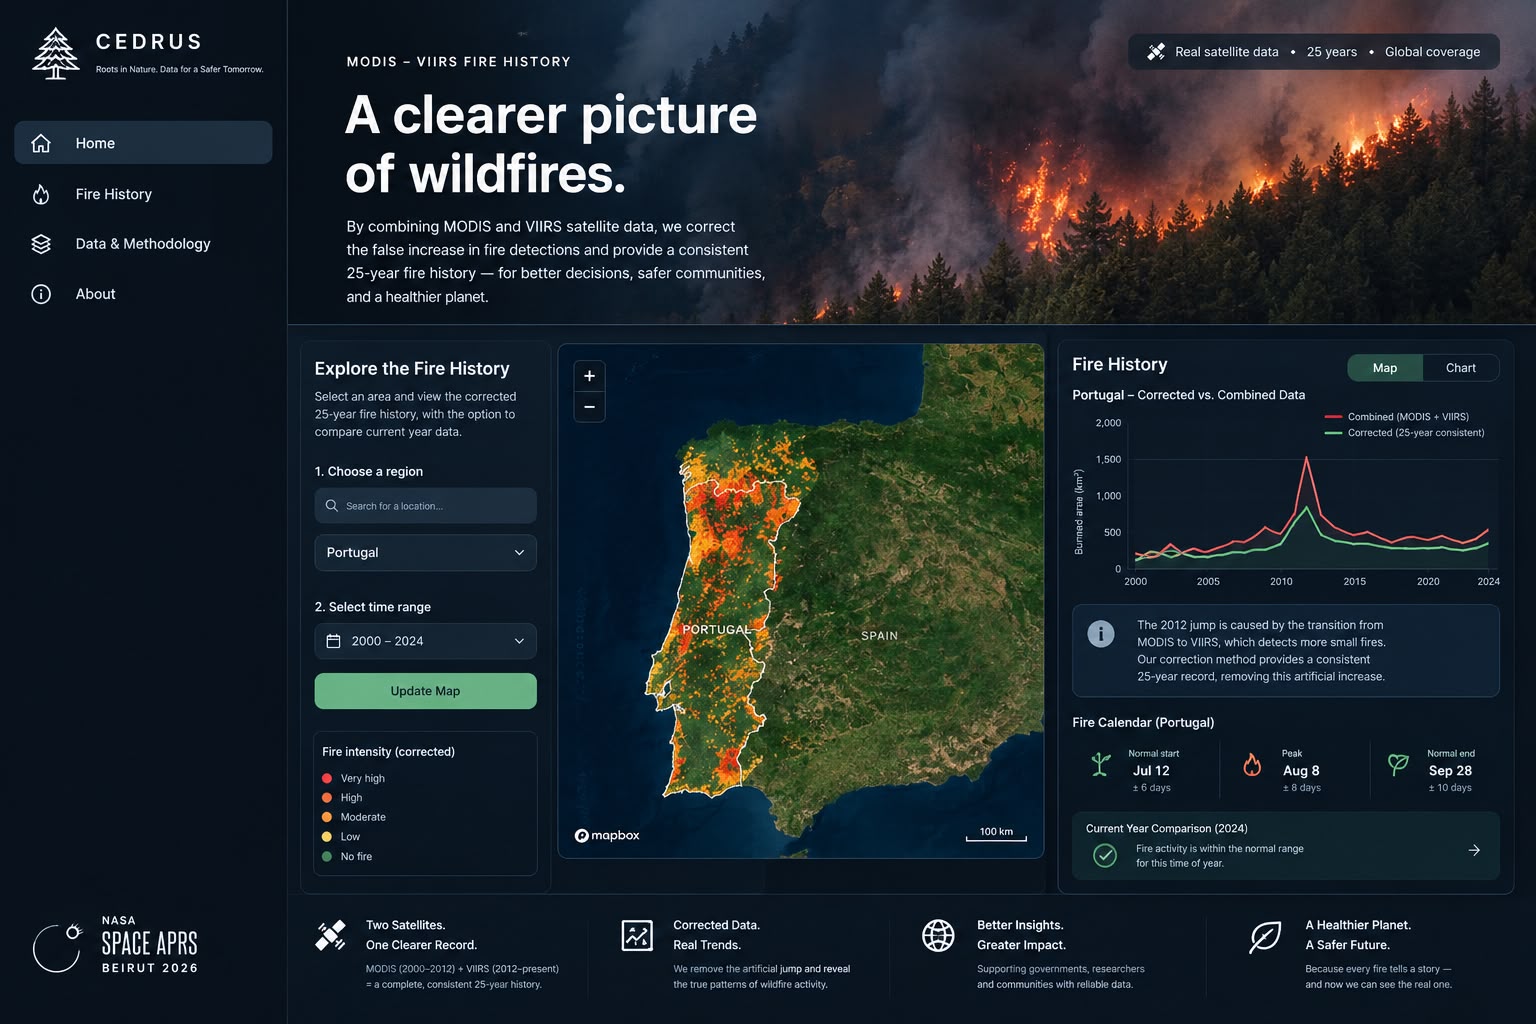 CEDRUS
Roots in Nature. Data for a Safer Tomorrow.
Home
Fire History
Data & Methodology
About
NASA
SPACE APRS
BEIRUT 2026
MODIS – VIIRS FIRE HISTORY
A clearer picture
of wildfires.
By combining MODIS and VIIRS satellite data, we correct
the false increase in fire detections and provide a consistent
25-year fire history — for better decisions, safer communities,
and a healthier planet.
Real satellite data • 25 years • Global coverage
Explore the Fire History
Select an area and view the corrected
25-year fire history, with the option to
compare current year data.
1. Choose a region
Search for a location...
Portugal
2. Select time range
2000 – 2024
Update Map
Fire intensity (corrected)
Very high
High
Moderate
Low
No fire
+
−
PORTUGAL
SPAIN
mapbox
100 km
Fire History
Map
Chart
Portugal – Corrected vs. Combined Data
Combined (MODIS + VIIRS)
Corrected (25-year consistent)
Burined area (km²)
2,000
1,500
1,000
500
0
2000
2005
2010
2015
2020
2024
The 2012 jump is caused by the transition from
MODIS to VIIRS, which detects more small fires.
Our correction method provides a consistent
25-year record, removing this artificial increase.
Fire Calendar (Portugal)
Normal start
Jul 12
± 6 days
Peak
Aug 8
± 8 days
Normal end
Sep 28
± 10 days
Current Year Comparison (2024)
Fire activity is within the normal range
for this time of year.
Two Satellites.
One Clearer Record.
MODIS (2000–2012) + VIIRS (2012–present)
= a complete, consistent 25-year history.
Corrected Data.
Real Trends.
We remove the artificial jump and reveal
the true patterns of wildfire activity.
Better Insights.
Greater Impact.
Supporting governments, researchers
and communities with reliable data.
A Healthier Planet.
A Safer Future.
Because every fire tells a story —
and now we can see the real one.